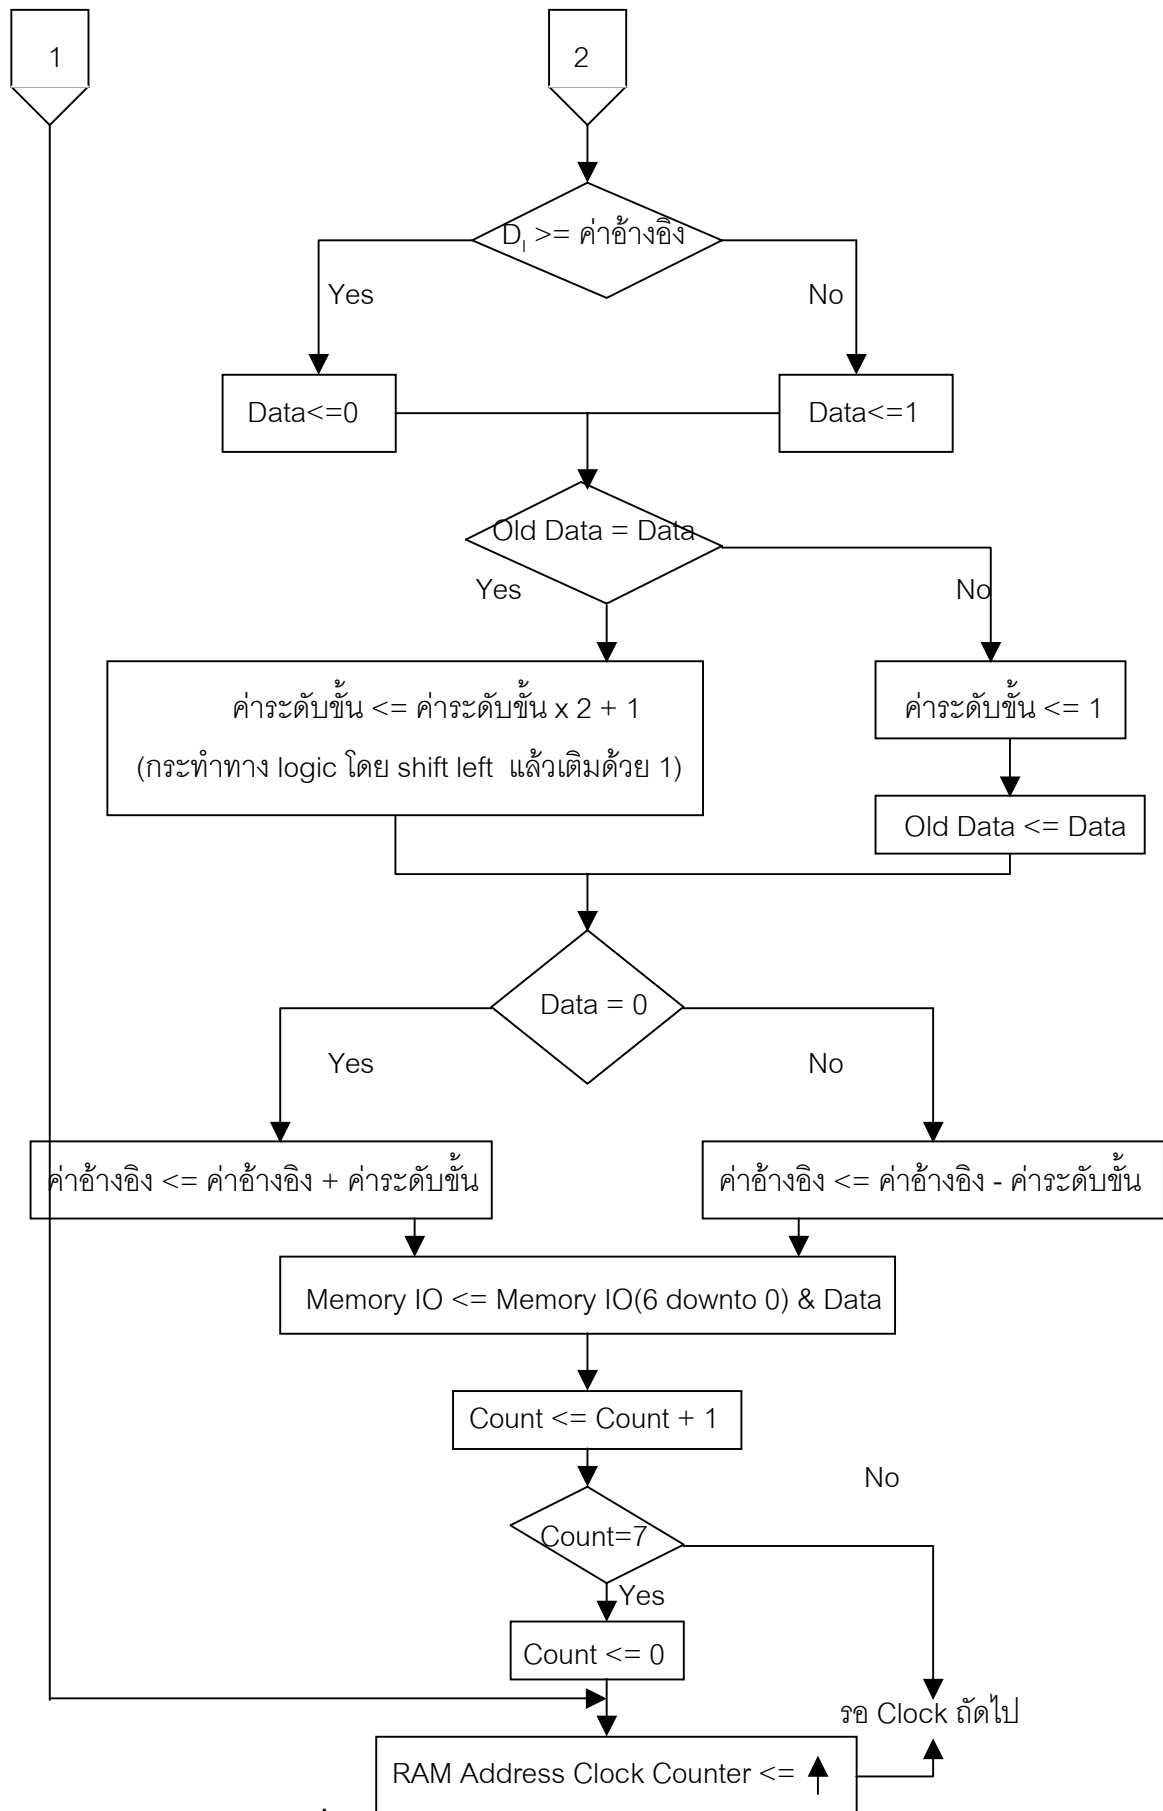 1
2
D₁ >= ค่าอ้างอิง
Yes
No
Data<=0
Data<=1
Old Data = Data
Yes
No
ค่าระดับขั้น <= ค่าระดับขั้น x 2 + 1
(กระทำทาง logic โดย shift left แล้วเติมด้วย 1)
ค่าระดับขั้น <= 1
Old Data <= Data
Data = 0
Yes
No
ค่าอ้างอิง <= ค่าอ้างอิง + ค่าระดับขั้น
ค่าอ้างอิง <= ค่าอ้างอิง - ค่าระดับขั้น
Memory IO <= Memory IO(6 downto 0) & Data
Count <= Count + 1
No
Count=7
Yes
Count <= 0
รอ Clock ถัดไป
RAM Address Clock Counter <= ↑